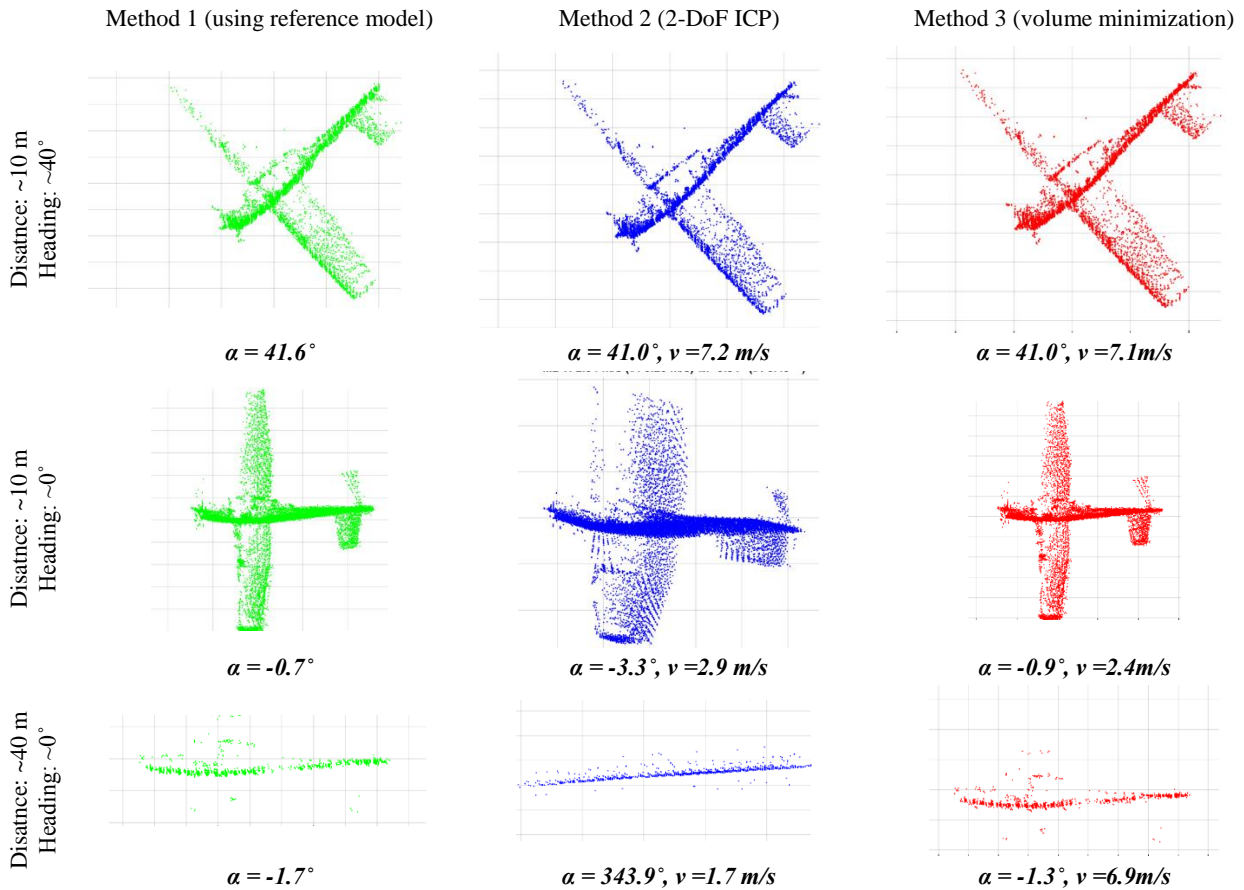 Method 1 (using reference model)
Method 2 (2-DoF ICP)
Method 3 (volume minimization)
Disatnce: ~10 m
Heading: ~40˚
α = 41.6˚
α = 41.0˚, v =7.2 m/s
α = 41.0˚, v =7.1m/s
Disatnce: ~10 m
Heading: ~0˚
α = -0.7˚
α = -3.3˚, v =2.9 m/s
α = -0.9˚, v =2.4m/s
Disatnce: ~40 m
Heading: ~0˚
α = -1.7˚
α = 343.9˚, v =1.7 m/s
α = -1.3˚, v =6.9m/s